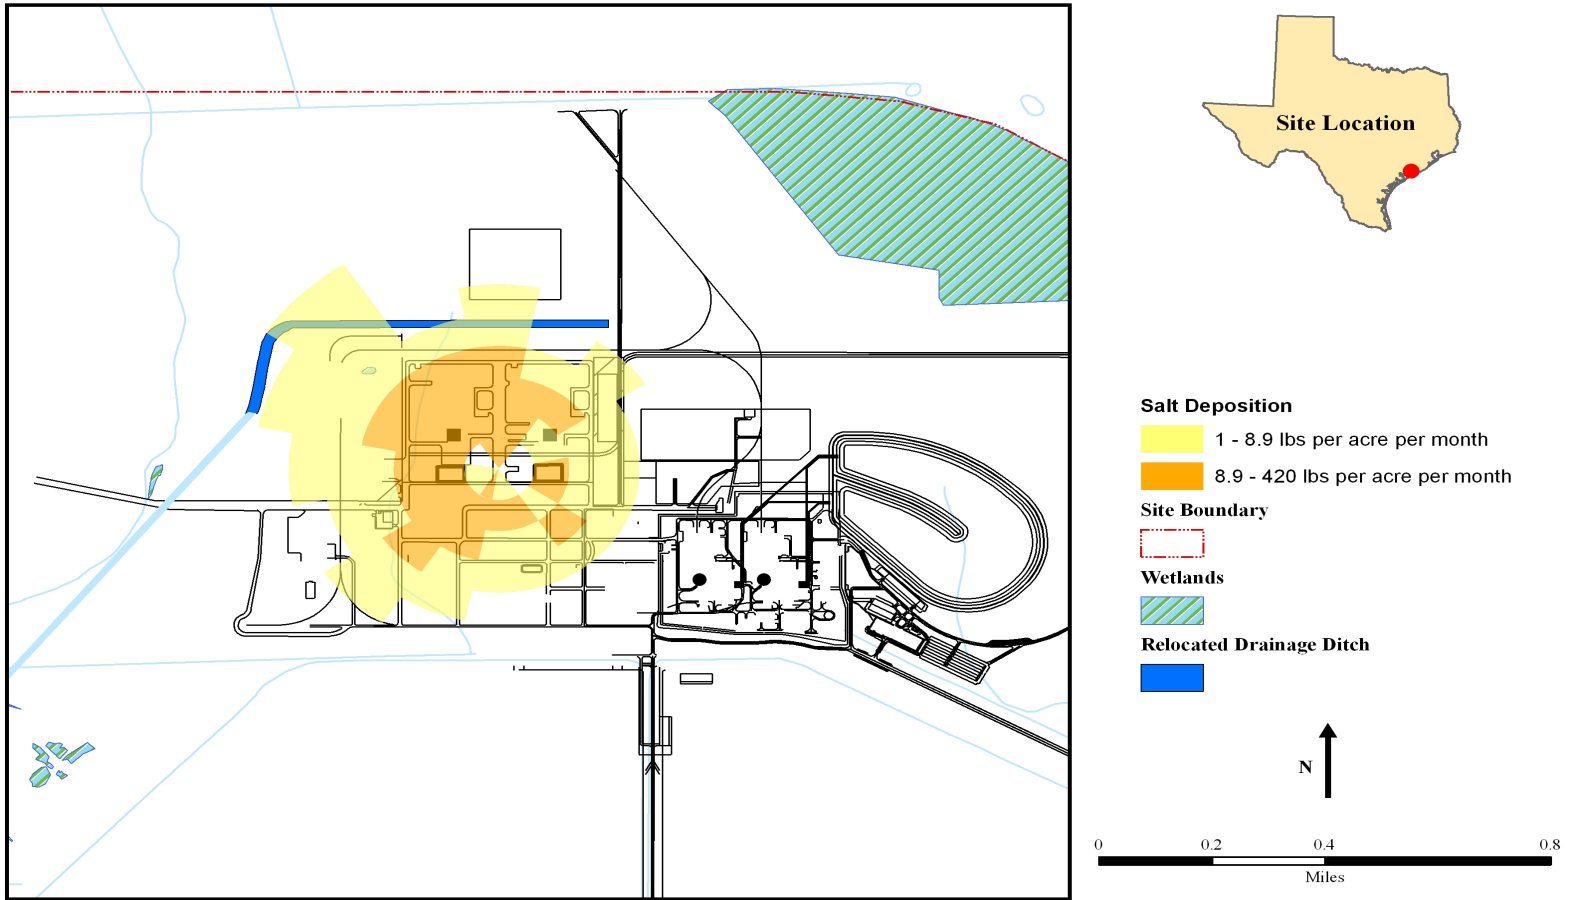 Site Location
Salt Deposition
1 - 8.9 lbs per acre per month
8.9 - 420 lbs per acre per month
Site Boundary
Wetlands
Relocated Drainage Ditch
N
0 0.2 0.4 0.8
Miles